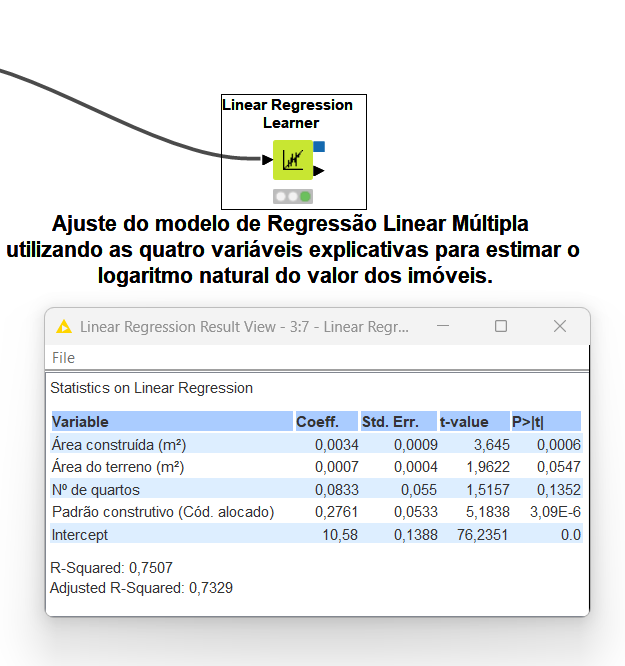 Linear Regression
Learner
Ajuste do modelo de Regressão Linear Múltipla
utilizando as quatro variáveis explicativas para estimar o
logaritmo natural do valor dos imóveis.
Linear Regression Result View - 3:7 - Linear Regr...
File
Statistics on Linear Regression
Variable Coeff. Std. Err. t-value P>|t|
Área construída (m²) 0,0034 0,0009 3,645 0,0006
Área do terreno (m²) 0,0007 0,0004 1,9622 0,0547
Nº de quartos 0,0833 0,055 1,5157 0,1352
Padrão construtivo (Cód. alocado) 0,2761 0,0533 5,1838 3,09E-6
Intercept 10,58 0,1388 76,2351 0.0
R-Squared: 0,7507
Adjusted R-Squared: 0,7329